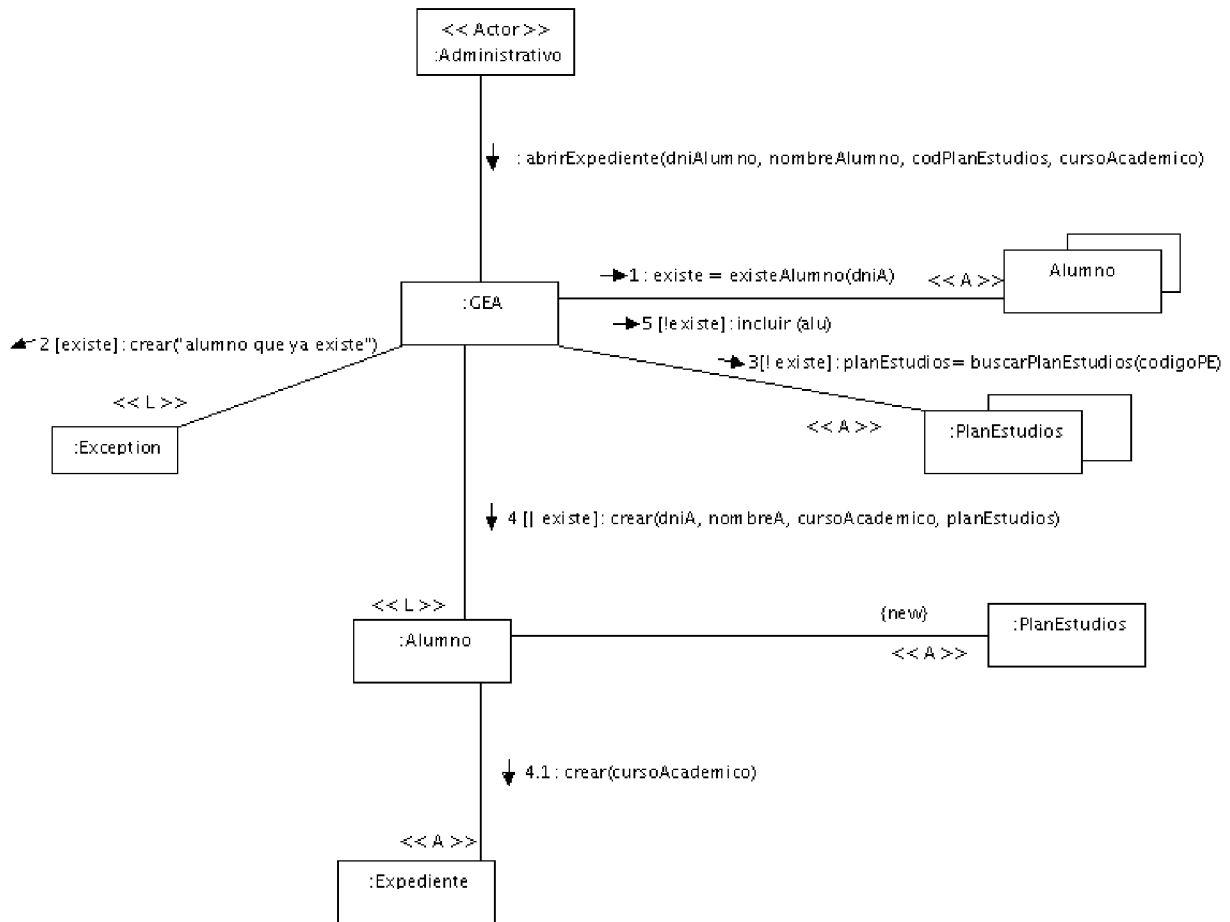 << Actor >>
:Administrativo
: abrirExpediente(dniAlumno, nombreAlumno, codPlanEstudios, cursoAcademico)
1 : existe = existeAlumno(dniA)
<< A >>
Alumno
:GEA
5 [!existe] : incluir (alu)
2 [existe] : crear("alumno que ya existe")
3[! existe] : planEstudios= buscarPlanEstudios(codigoPE)
<< L >>
<< A >>
:PlanEstudios
:Exception
4 [| existe] : crear(dniA, nombreA, cursoAcademico, planEstudios)
<< L >>
{new}
:PlanEstudios
:Alumno
<< A >>
4.1 : crear(cursoAcademico)
<< A >>
:Expediente